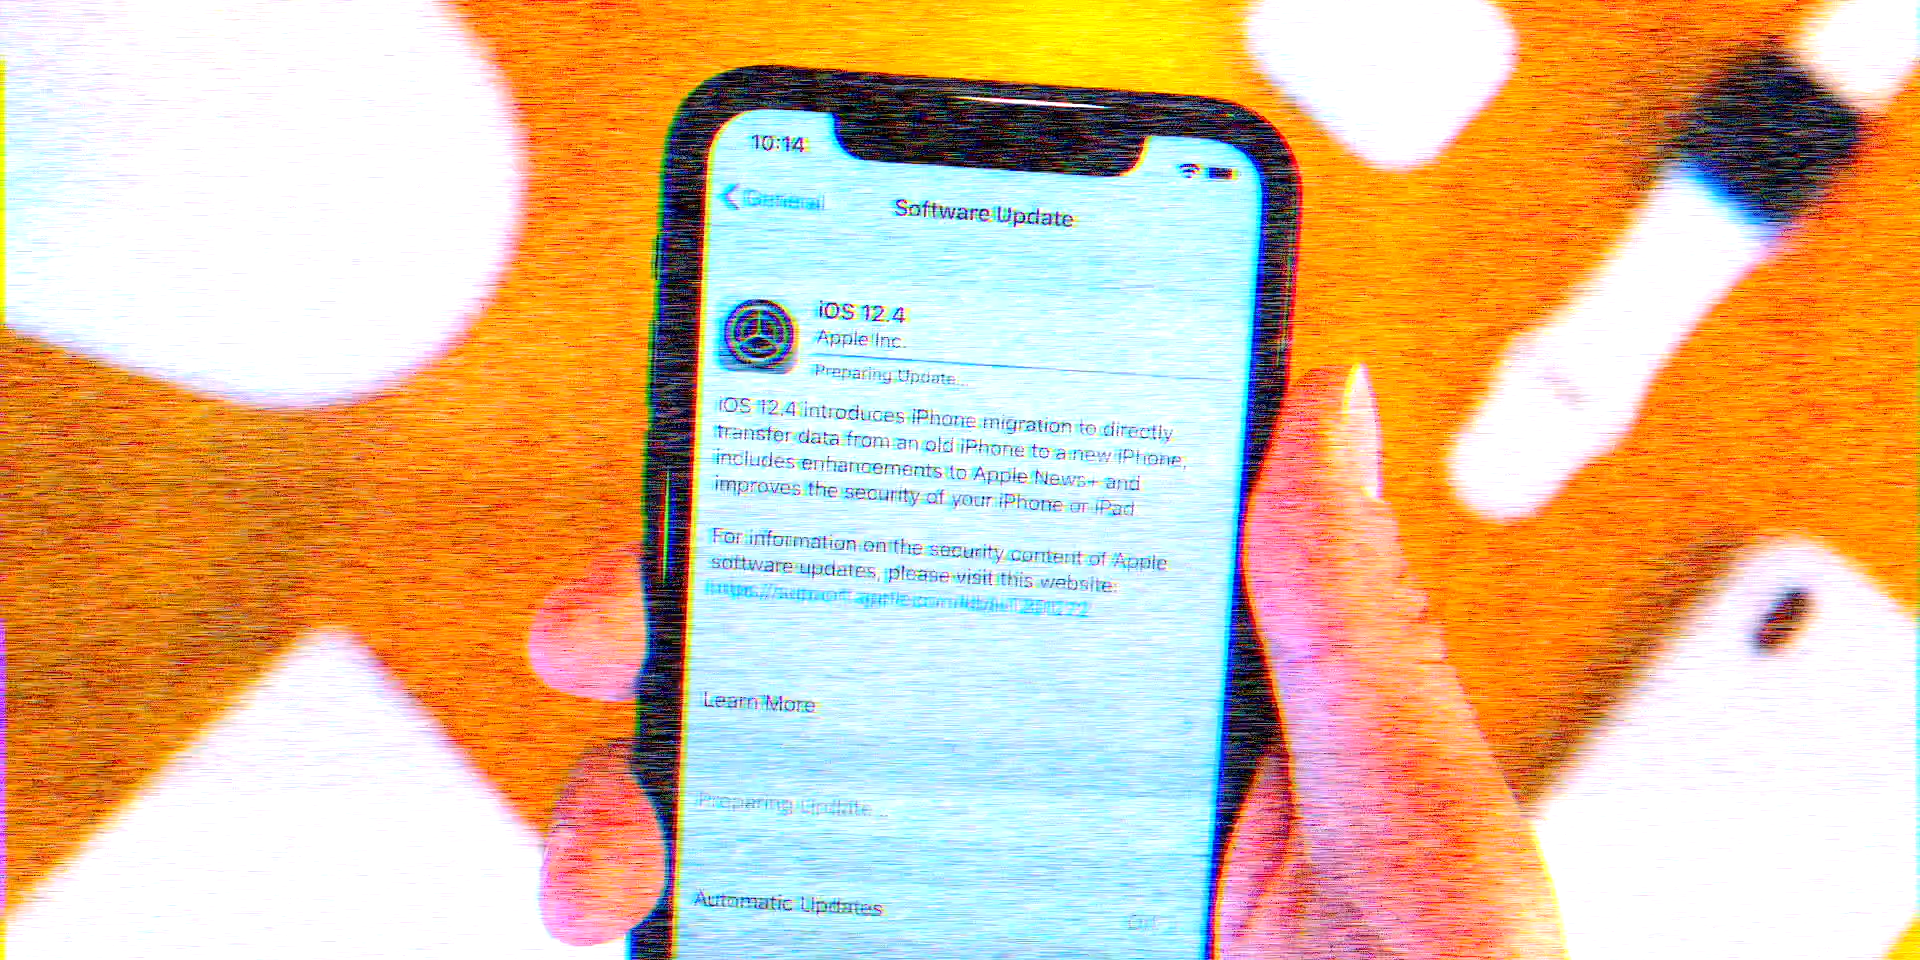 10:14
General
Software Update
iOS 12.4
Apple Inc.
Preparing Update...
iOS 12.4 introduces iPhone migration to directly
transfer data from an old iPhone to a new iPhone,
includes enhancements to Apple News+ and
improves the security of your iPhone or iPad
For information on the security content of Apple
software updates, please visit this website:
Learn More
Preparing Update...
Automatic Updates